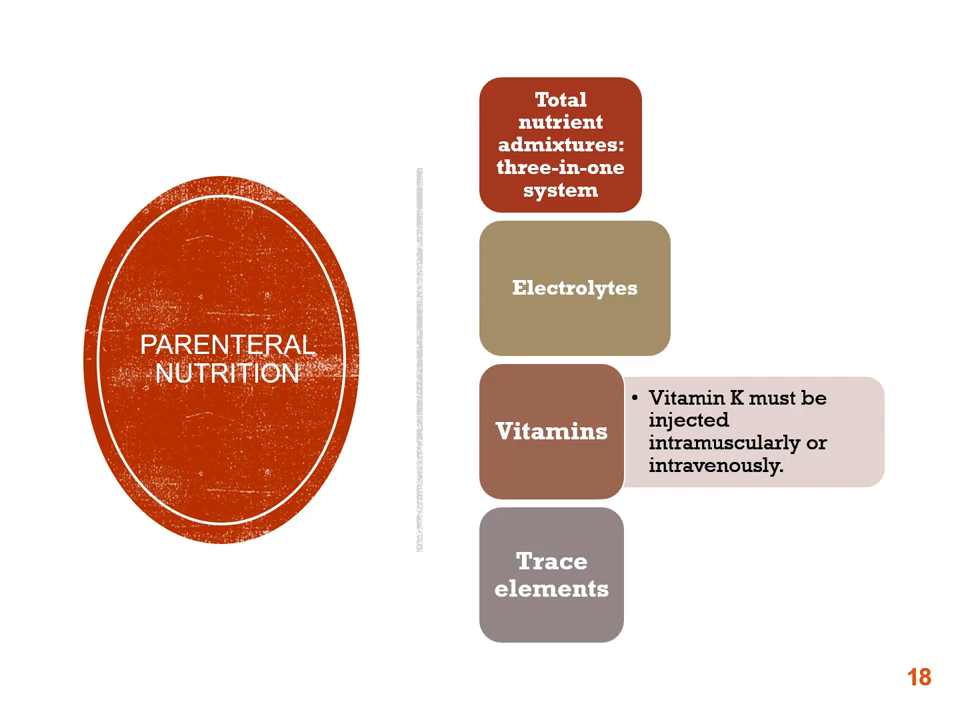 PARENTERAL
NUTRITION
Total
nutrient
admixtures:
three-in-one
system
Electrolytes
Vitamins
• Vitamin K must be
injected
intramuscularly or
intravenously.
Trace
elements
18